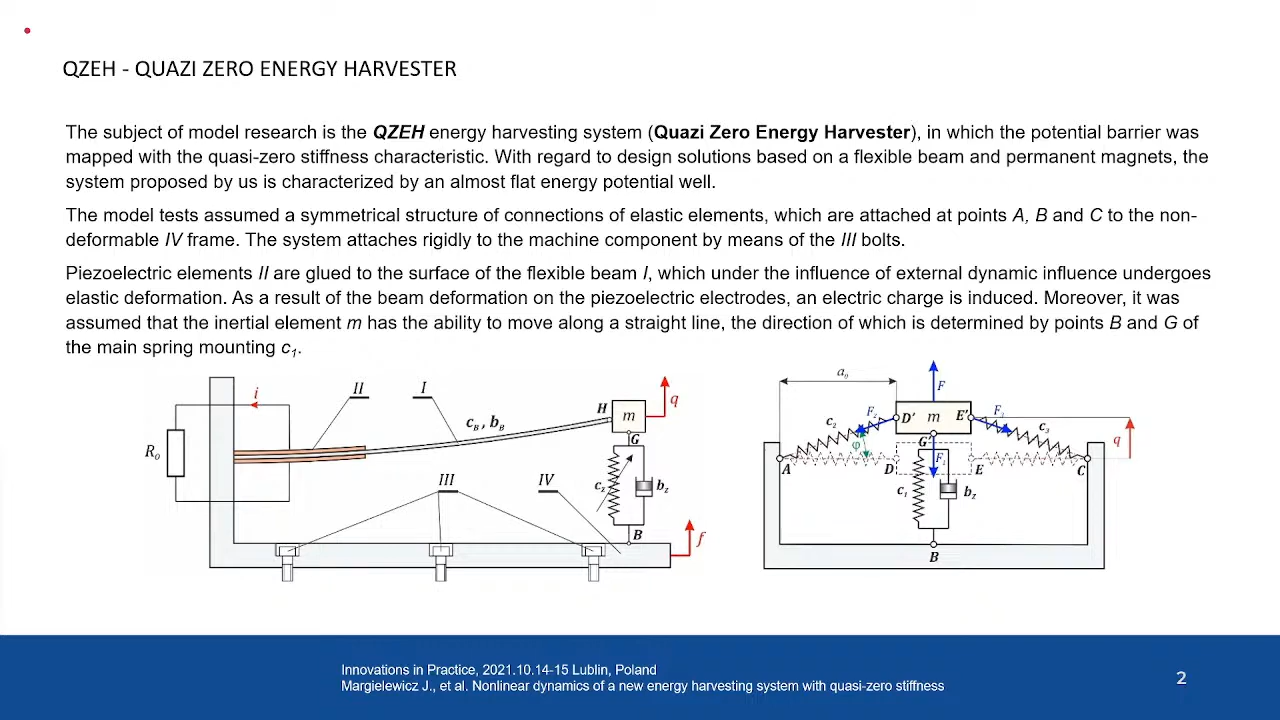 QZEH - QUAZI ZERO ENERGY HARVESTER
The subject of model research is the QZEH energy harvesting system (Quazi Zero Energy Harvester), in which the potential barrier was
mapped with the quasi-zero stiffness characteristic. With regard to design solutions based on a flexible beam and permanent magnets, the
system proposed by us is characterized by an almost flat energy potential well.
The model tests assumed a symmetrical structure of connections of elastic elements, which are attached at points A, B and C to the non-
deformable IV frame. The system attaches rigidly to the machine component by means of the III bolts.
Piezoelectric elements II are glued to the surface of the flexible beam I, which under the influence of external dynamic influence undergoes
elastic deformation. As a result of the beam deformation on the piezoelectric electrodes, an electric charge is induced. Moreover, it was
assumed that the inertial element m has the ability to move along a straight line, the direction of which is determined by points B and G of
the main spring mounting c1.
i
II
I
H
m
q
cB, bB
G
Ro
III
IV
cz
bz
B
f
a0
F
F2
D'
m
E'
F3
c2
c3
φ
G'
q
A
D
F1
E
C
c1
bz
B
Innovations in Practice, 2021.10.14-15 Lublin, Poland
Margielewicz J., et al. Nonlinear dynamics of a new energy harvesting system with quasi-zero stiffness
2